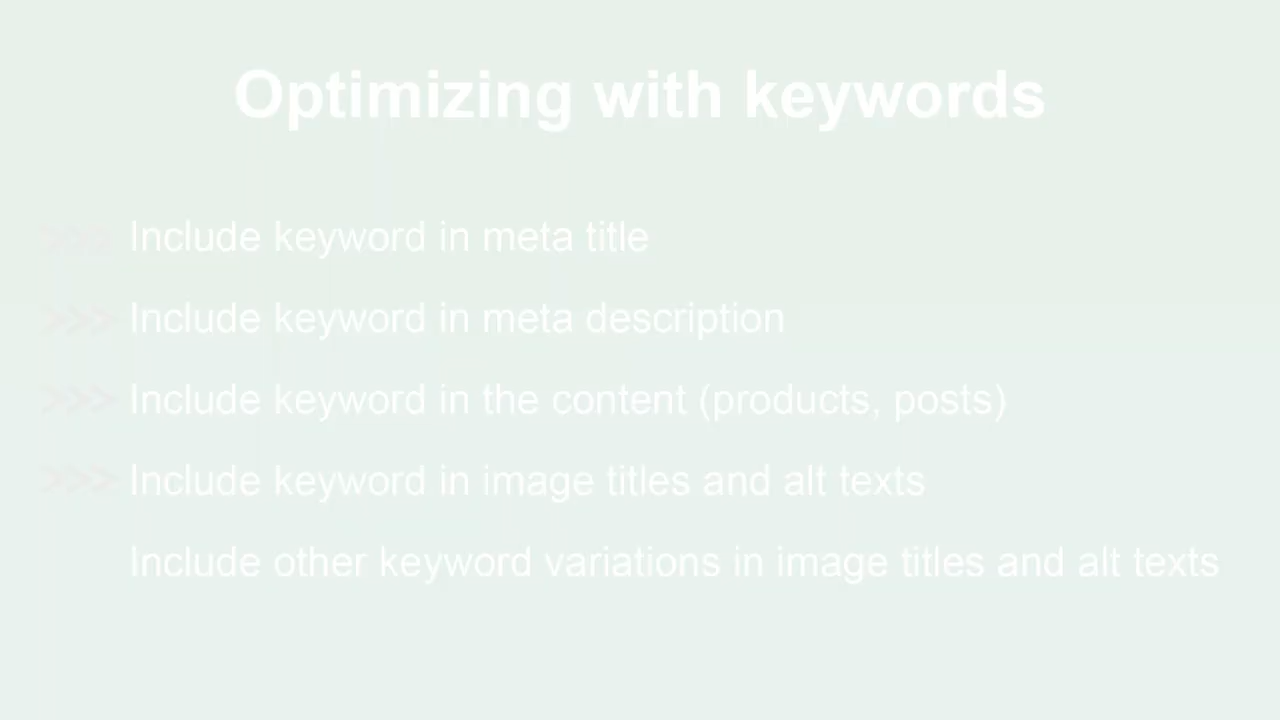 Optimizing with keywords
>>> Include keyword in meta title
>>> Include keyword in meta description
>>> Include keyword in the content (products, posts)
>>> Include keyword in image titles and alt texts
Include other keyword variations in image titles and alt texts